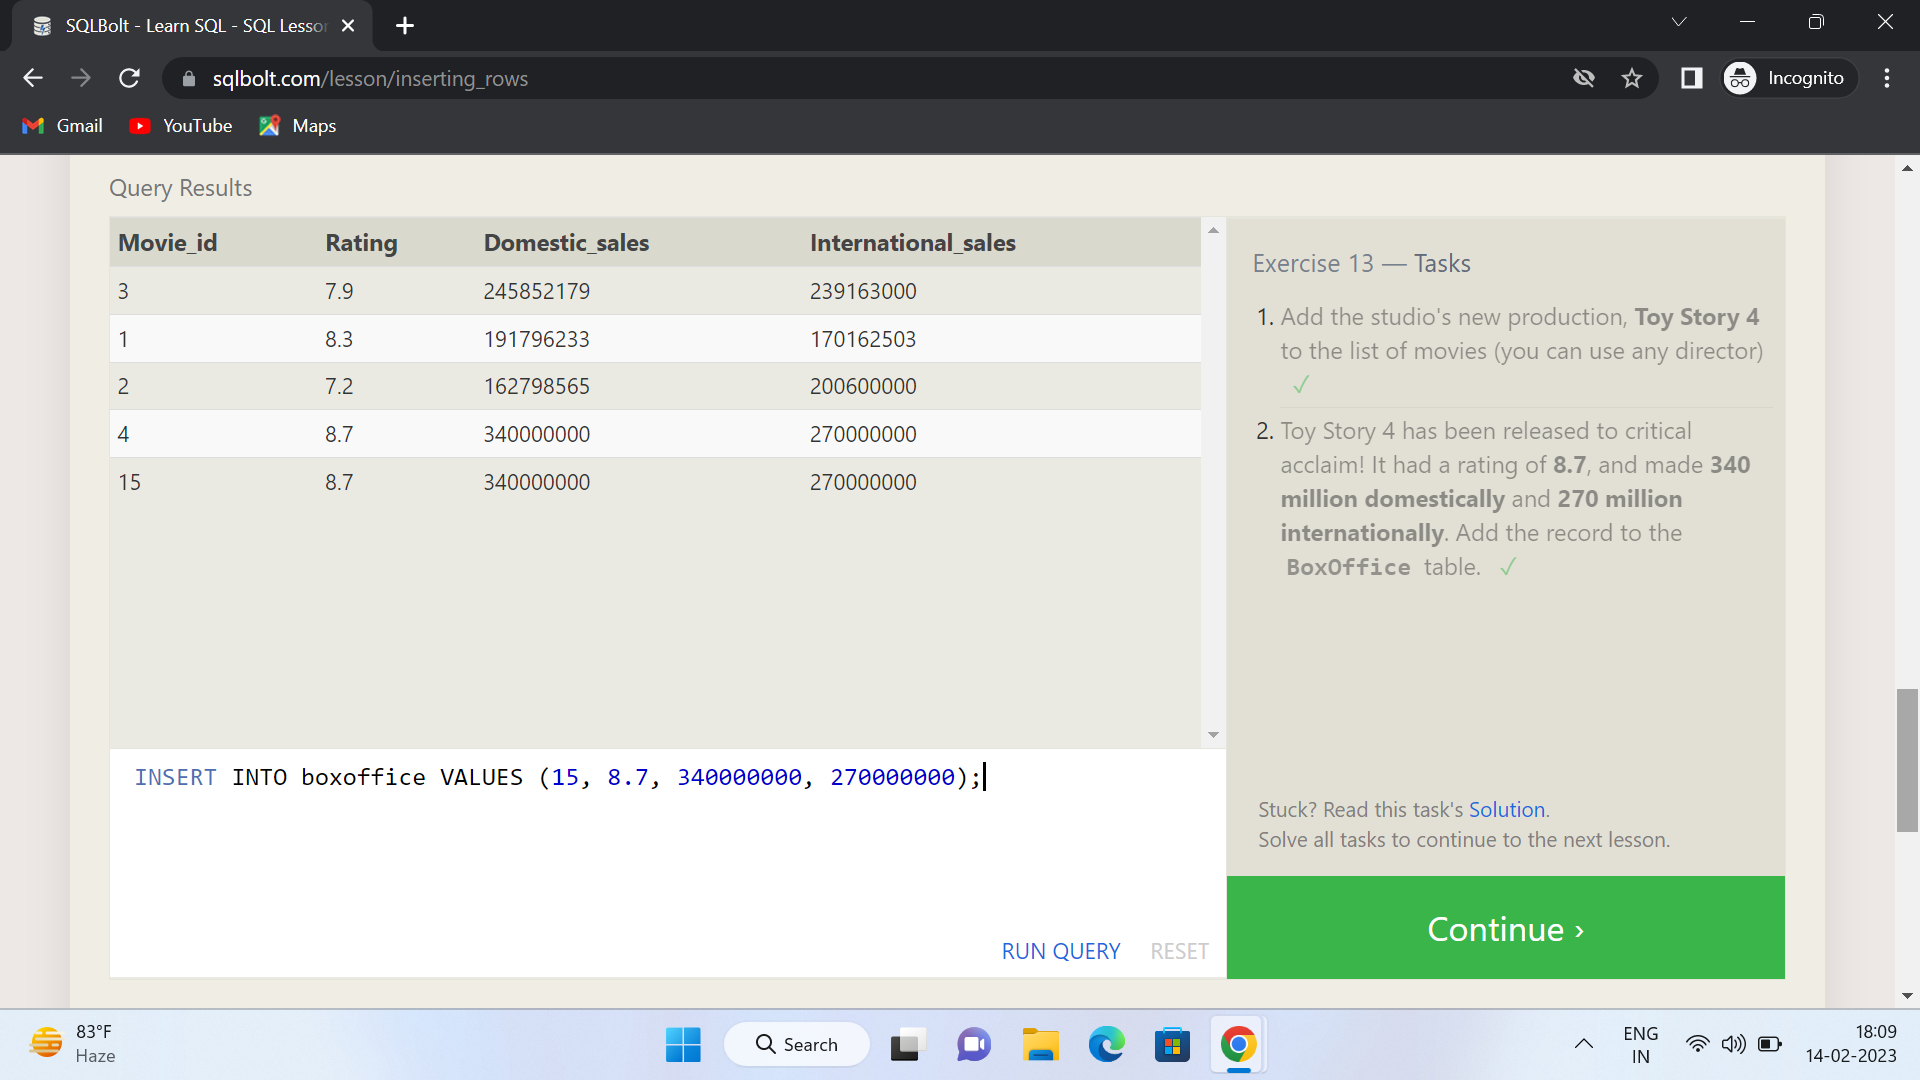 SQLBolt - Learn SQL - SQL Lesso
sqlbolt.com/lesson/inserting_rows
Incognito
Gmail YouTube Maps
Query Results
Movie_id Rating Domestic_sales International_sales
3 7.9 245852179 239163000
1 8.3 191796233 170162503
2 7.2 162798565 200600000
4 8.7 340000000 270000000
15 8.7 340000000 270000000
INSERT INTO boxoffice VALUES (15, 8.7, 340000000, 270000000);
RUN QUERY RESET
Exercise 13 — Tasks
1. Add the studio's new production, Toy Story 4
to the list of movies (you can use any director)
✓
2. Toy Story 4 has been released to critical
acclaim! It had a rating of 8.7, and made 340
million domestically and 270 million
internationally. Add the record to the
BoxOffice table. ✓
Stuck? Read this task's Solution.
Solve all tasks to continue to the next lesson.
Continue ›
83°F
Haze
Search
ENG
IN
18:09
14-02-2023